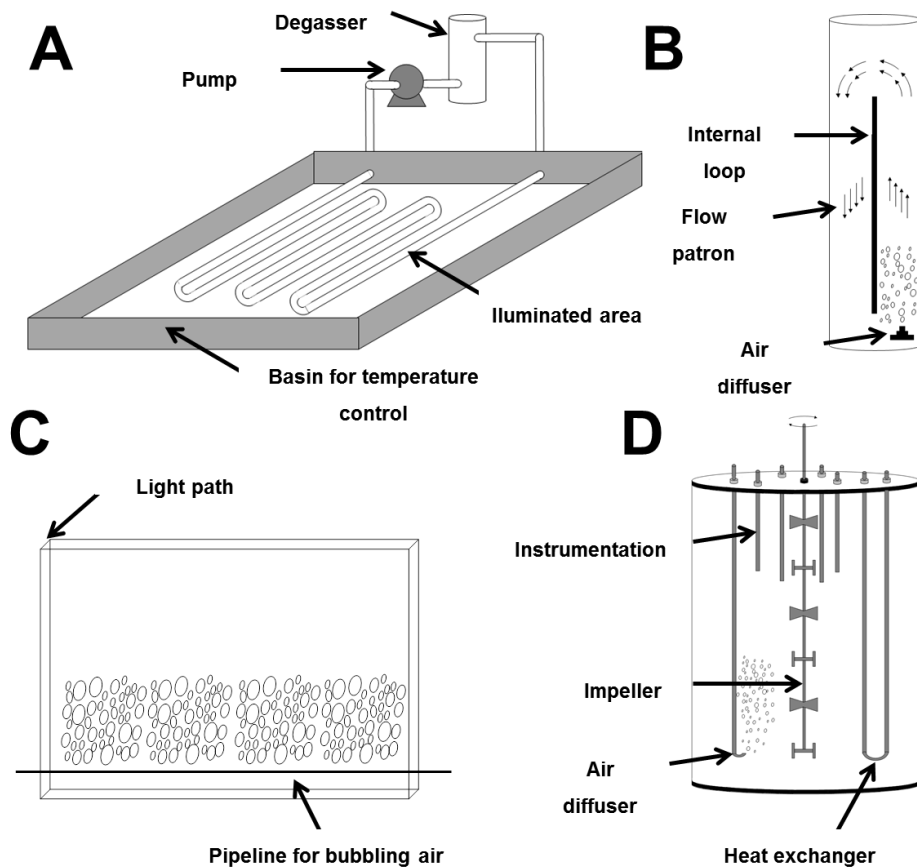 A
Degasser
Pump
Iluminated area
Basin for temperature
control
B
Internal
loop
Flow
patron
Air
diffuser
C
Light path
Pipeline for bubbling air
D
Instrumentation
Impeller
Air
diffuser
Heat exchanger